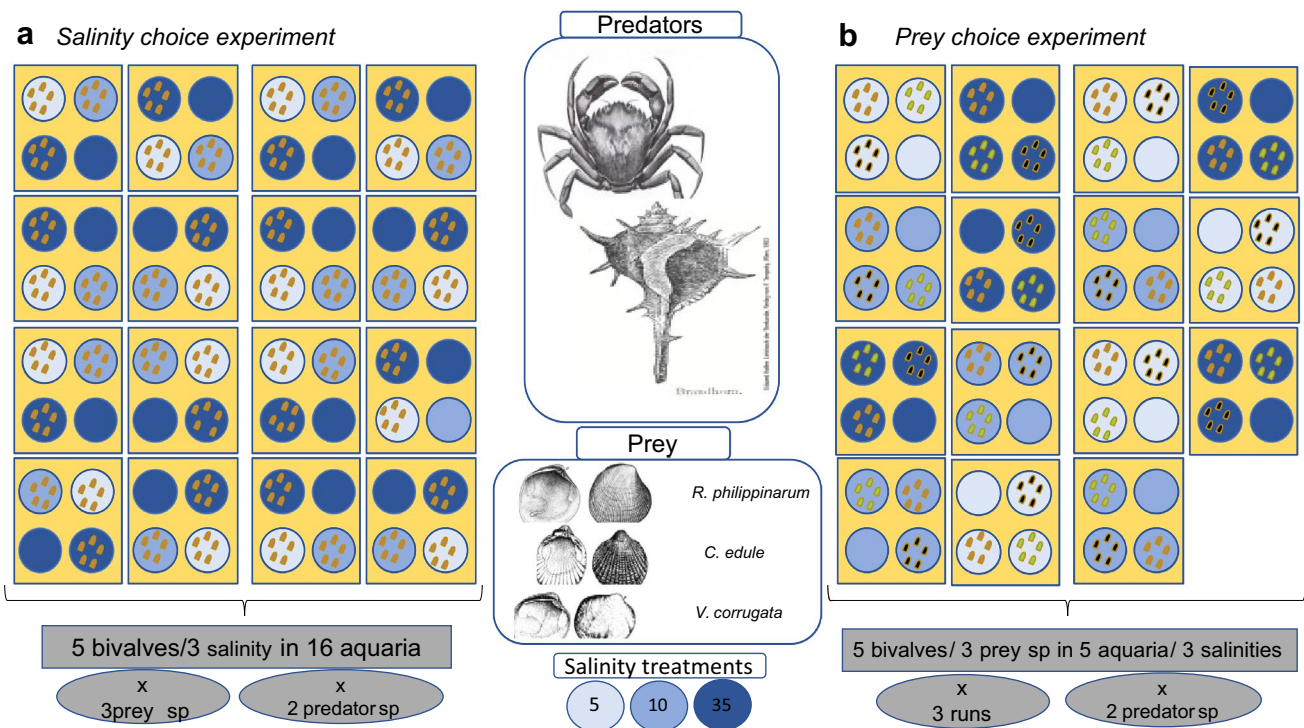 a Salinity choice experiment
Predators
Brandhorn.
Prey
R. philippinarum
C. edule
V. corrugata
Salinity treatments
5 10 35
b Prey choice experiment
5 bivalves/3 salinity in 16 aquaria
x
3prey sp
x
2 predator sp
5 bivalves/ 3 prey sp in 5 aquaria/ 3 salinities
x
3 runs
x
2 predator sp